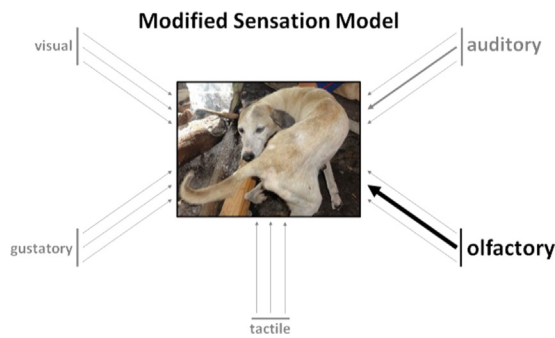 Modified Sensation Model
visual
auditory
gustatory
olfactory
tactile